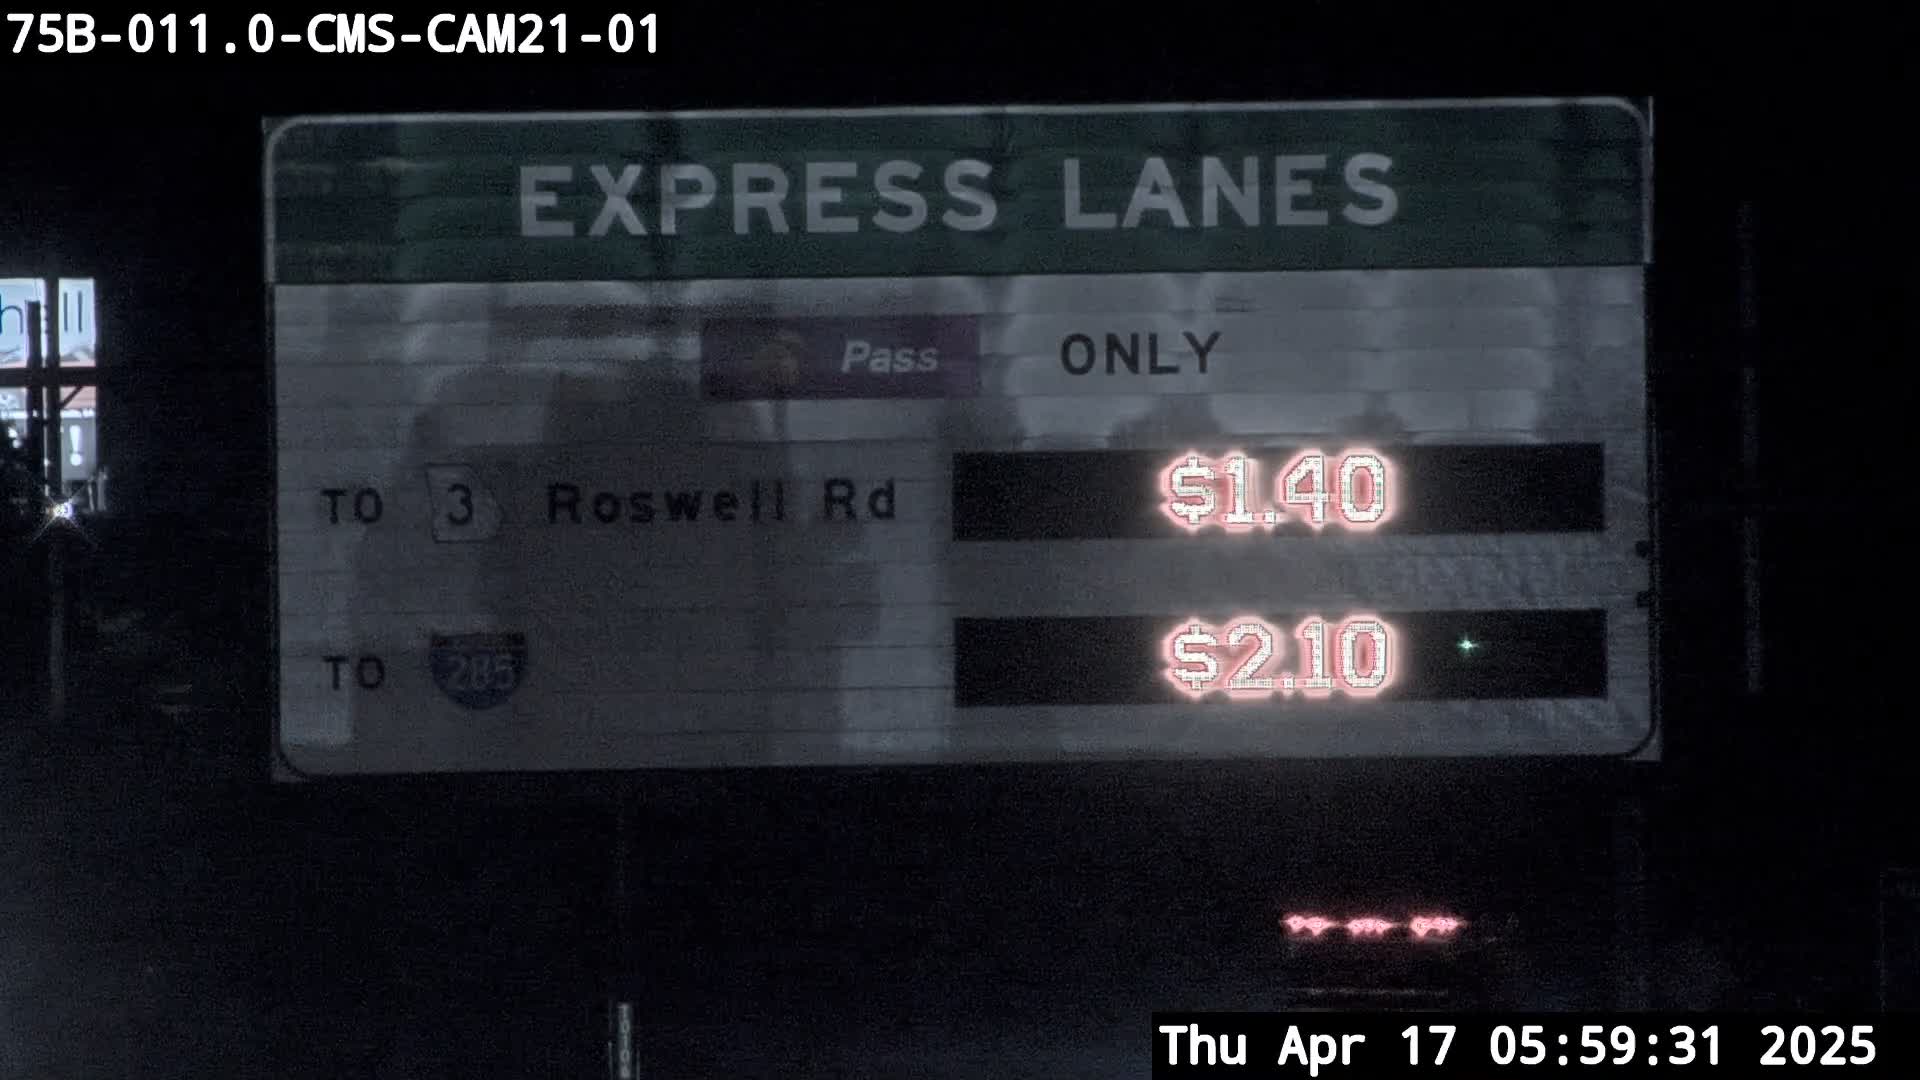 75B-011.0-CMS-CAM21-01
EXPRESS LANES
Pass ONLY
TO 3 Roswell Rd $1.40
TO 285 $2.10
Thu Apr 17 05:59:31 2025